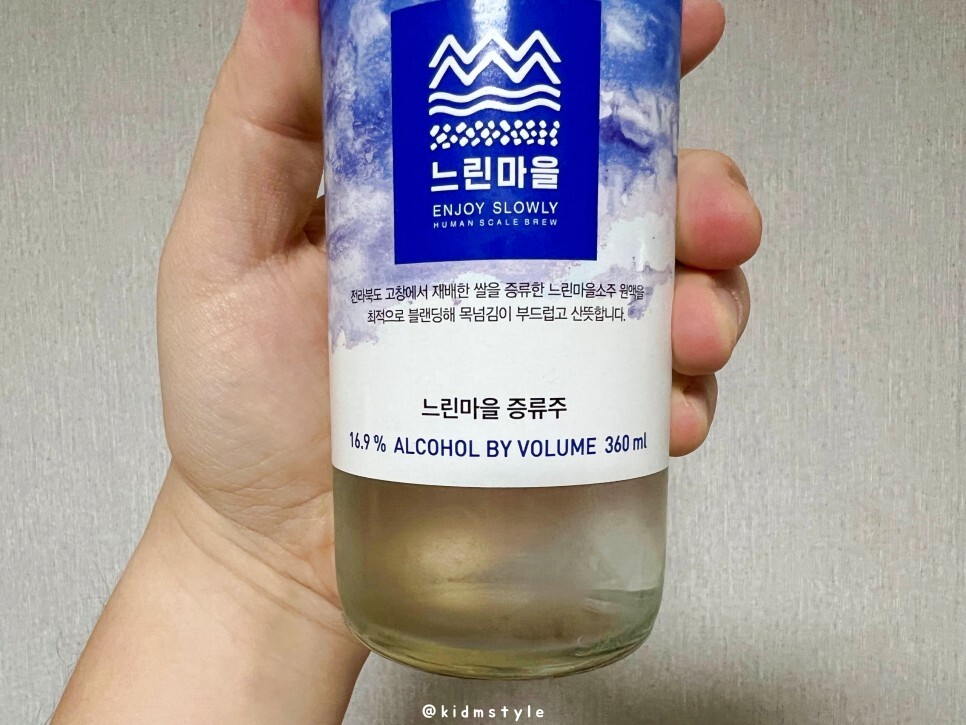 느린마을
ENJOY SLOWLY
HUMAN SCALE BREW
전라북도 고창에서 재배한 쌀을 증류한 느린마을소주 원액을
최적으로 블랜딩해 목넘김이 부드럽고 산뜻합니다.
느린마을 증류주
16.9 % ALCOHOL BY VOLUME 360 ml
@kidmstyle